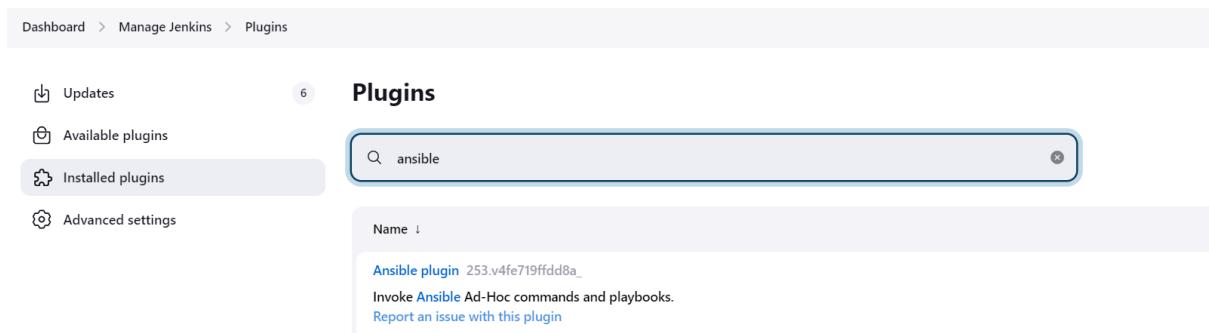 Dashboard > Manage Jenkins > Plugins
Updates 6
Available plugins
Installed plugins
Advanced settings
Plugins
ansible
Name ↓
Ansible plugin 253.v4fe719ffdd8a_
Invoke Ansible Ad-Hoc commands and playbooks.
Report an issue with this plugin